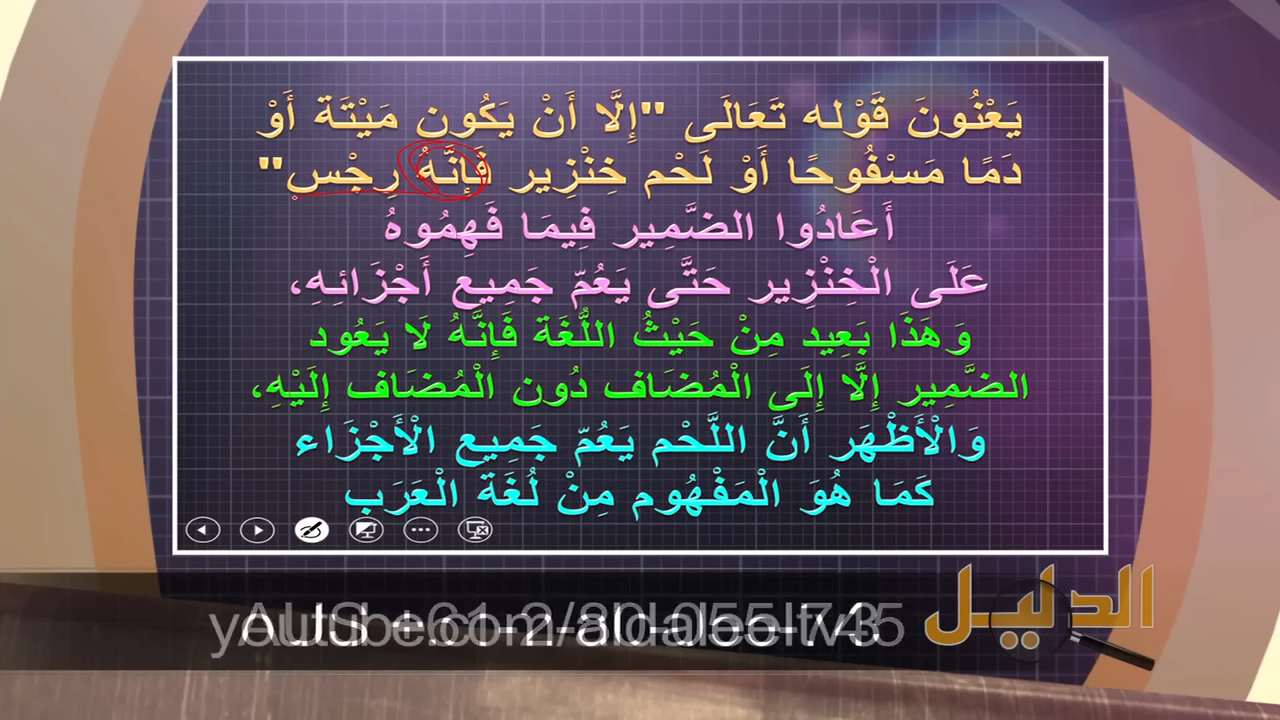 يَعْنُونَ قَوْله تَعَالَى "إِلَّا أَنْ يَكُون مَيْتَة أَوْ
دَمًا مَسْفُوحًا أَوْ لَحْم خِنْزِير فَإِنَّهُ رِجْس"
أَعَادُوا الضَّمِير فِيمَا فَهِمُوهُ
عَلَى الْخِنْزِير حَتَّى يَعُمّ جَمِيع أَجْزَائِهِ،
وَهَذَا بَعِيد مِنْ حَيْثُ اللُّغَة فَإِنَّهُ لَا يَعُود
الضَّمِير إِلَّا إِلَى الْمُضَاف دُون الْمُضَاف إِلَيْهِ،
وَالْأَظْهَر أَنَّ اللَّحْم يَعُمّ جَمِيع الْأَجْزَاء
كَمَا هُوَ الْمَفْهُوم مِنْ لُغَة الْعَرَب
الدليل